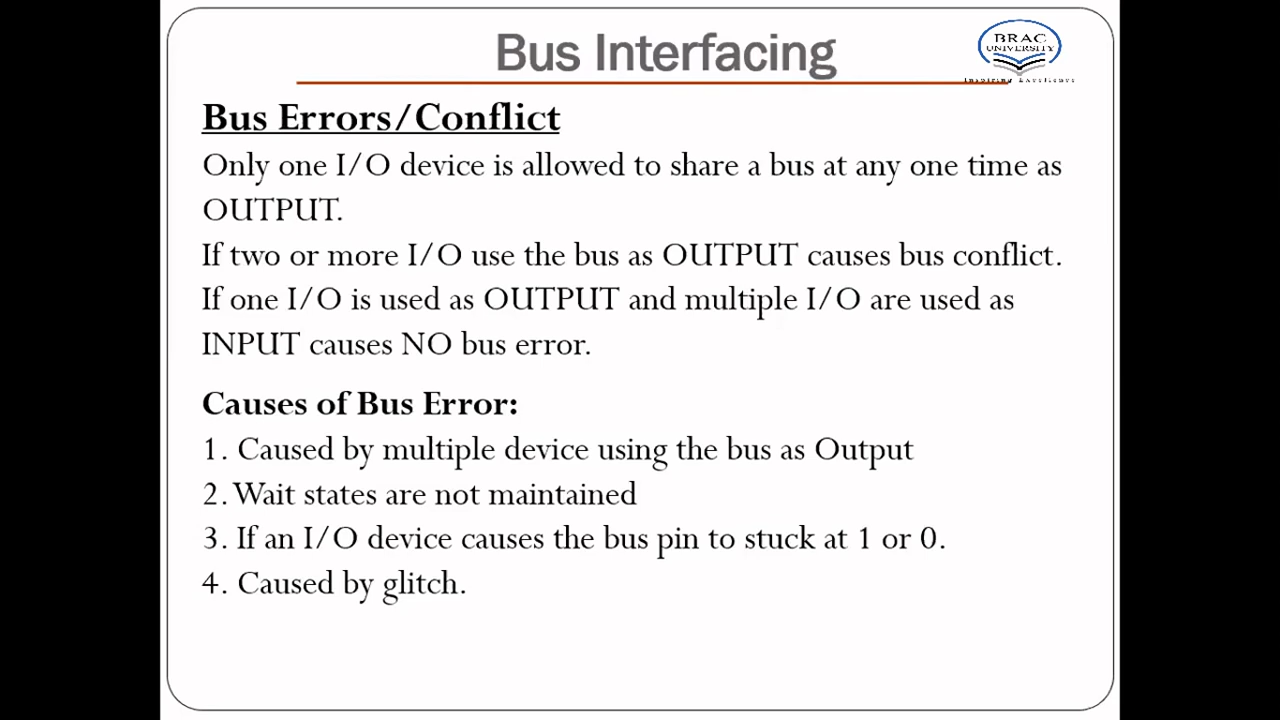 Bus Interfacing
BRAC
UNIVERSITY
Inspiring Excellence
Bus Errors/Conflict
Only one I/O device is allowed to share a bus at any one time as
OUTPUT.
If two or more I/O use the bus as OUTPUT causes bus conflict.
If one I/O is used as OUTPUT and multiple I/O are used as
INPUT causes NO bus error.
Causes of Bus Error:
1. Caused by multiple device using the bus as Output
2. Wait states are not maintained
3. If an I/O device causes the bus pin to stuck at 1 or 0.
4. Caused by glitch.